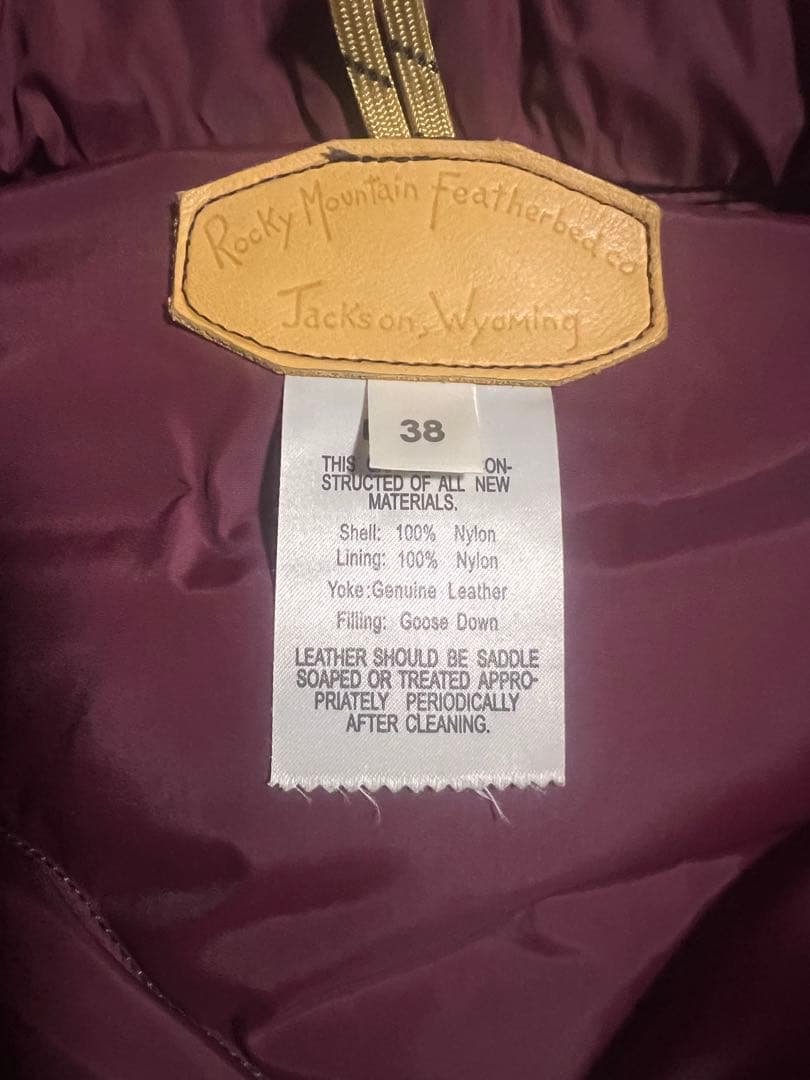 Rocky Mountain Featherbed co
Jackson, Wyoming
38
THIS ON-
STRUCTED OF ALL NEW
MATERIALS.
Shell: 100% Nylon
Lining: 100% Nylon
Yoke:Genuine Leather
Filling: Goose Down
LEATHER SHOULD BE SADDLE
SOAPED OR TREATED APPRO-
PRIATELY PERIODICALLY
AFTER CLEANING.